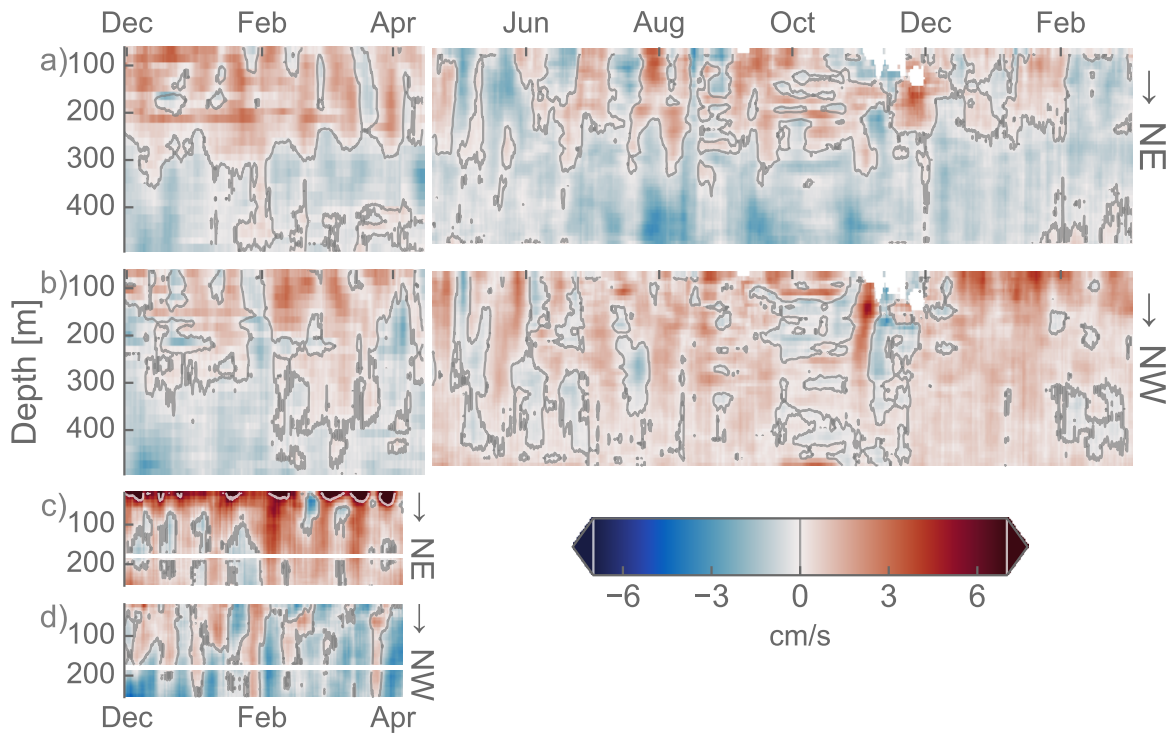 Dec Feb Apr Jun Aug Oct Dec Feb
a) 100
200
300
400
→ NE
b) 100
200
300
400
→ NW
Depth [m]
c) 100
200
→ NE
d) 100
200
→ NW
Dec Feb Apr
−6 −3 0 3 6
cm/s